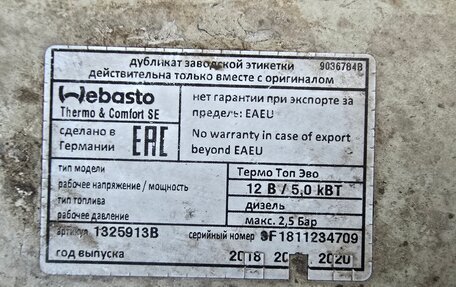 дубликат заводской этикетки
9036784B
действительна только вместе с оригиналом
Webasto
Thermo & Comfort SE
нет гарантии при экспорте за
предель: EAEU
сделано в
Германии
EAC
No warranty in case of export
beyond EAEU
тип модели
Термо Топ Эво
рабочее напряжение / мощность
12 В / 5,0 кВТ
тип топлива
дизель
рабочее давление
макс. 2,5 Бар
артикул 1325913B
серийный номер SF1811234709
год выпуска
2018
2020